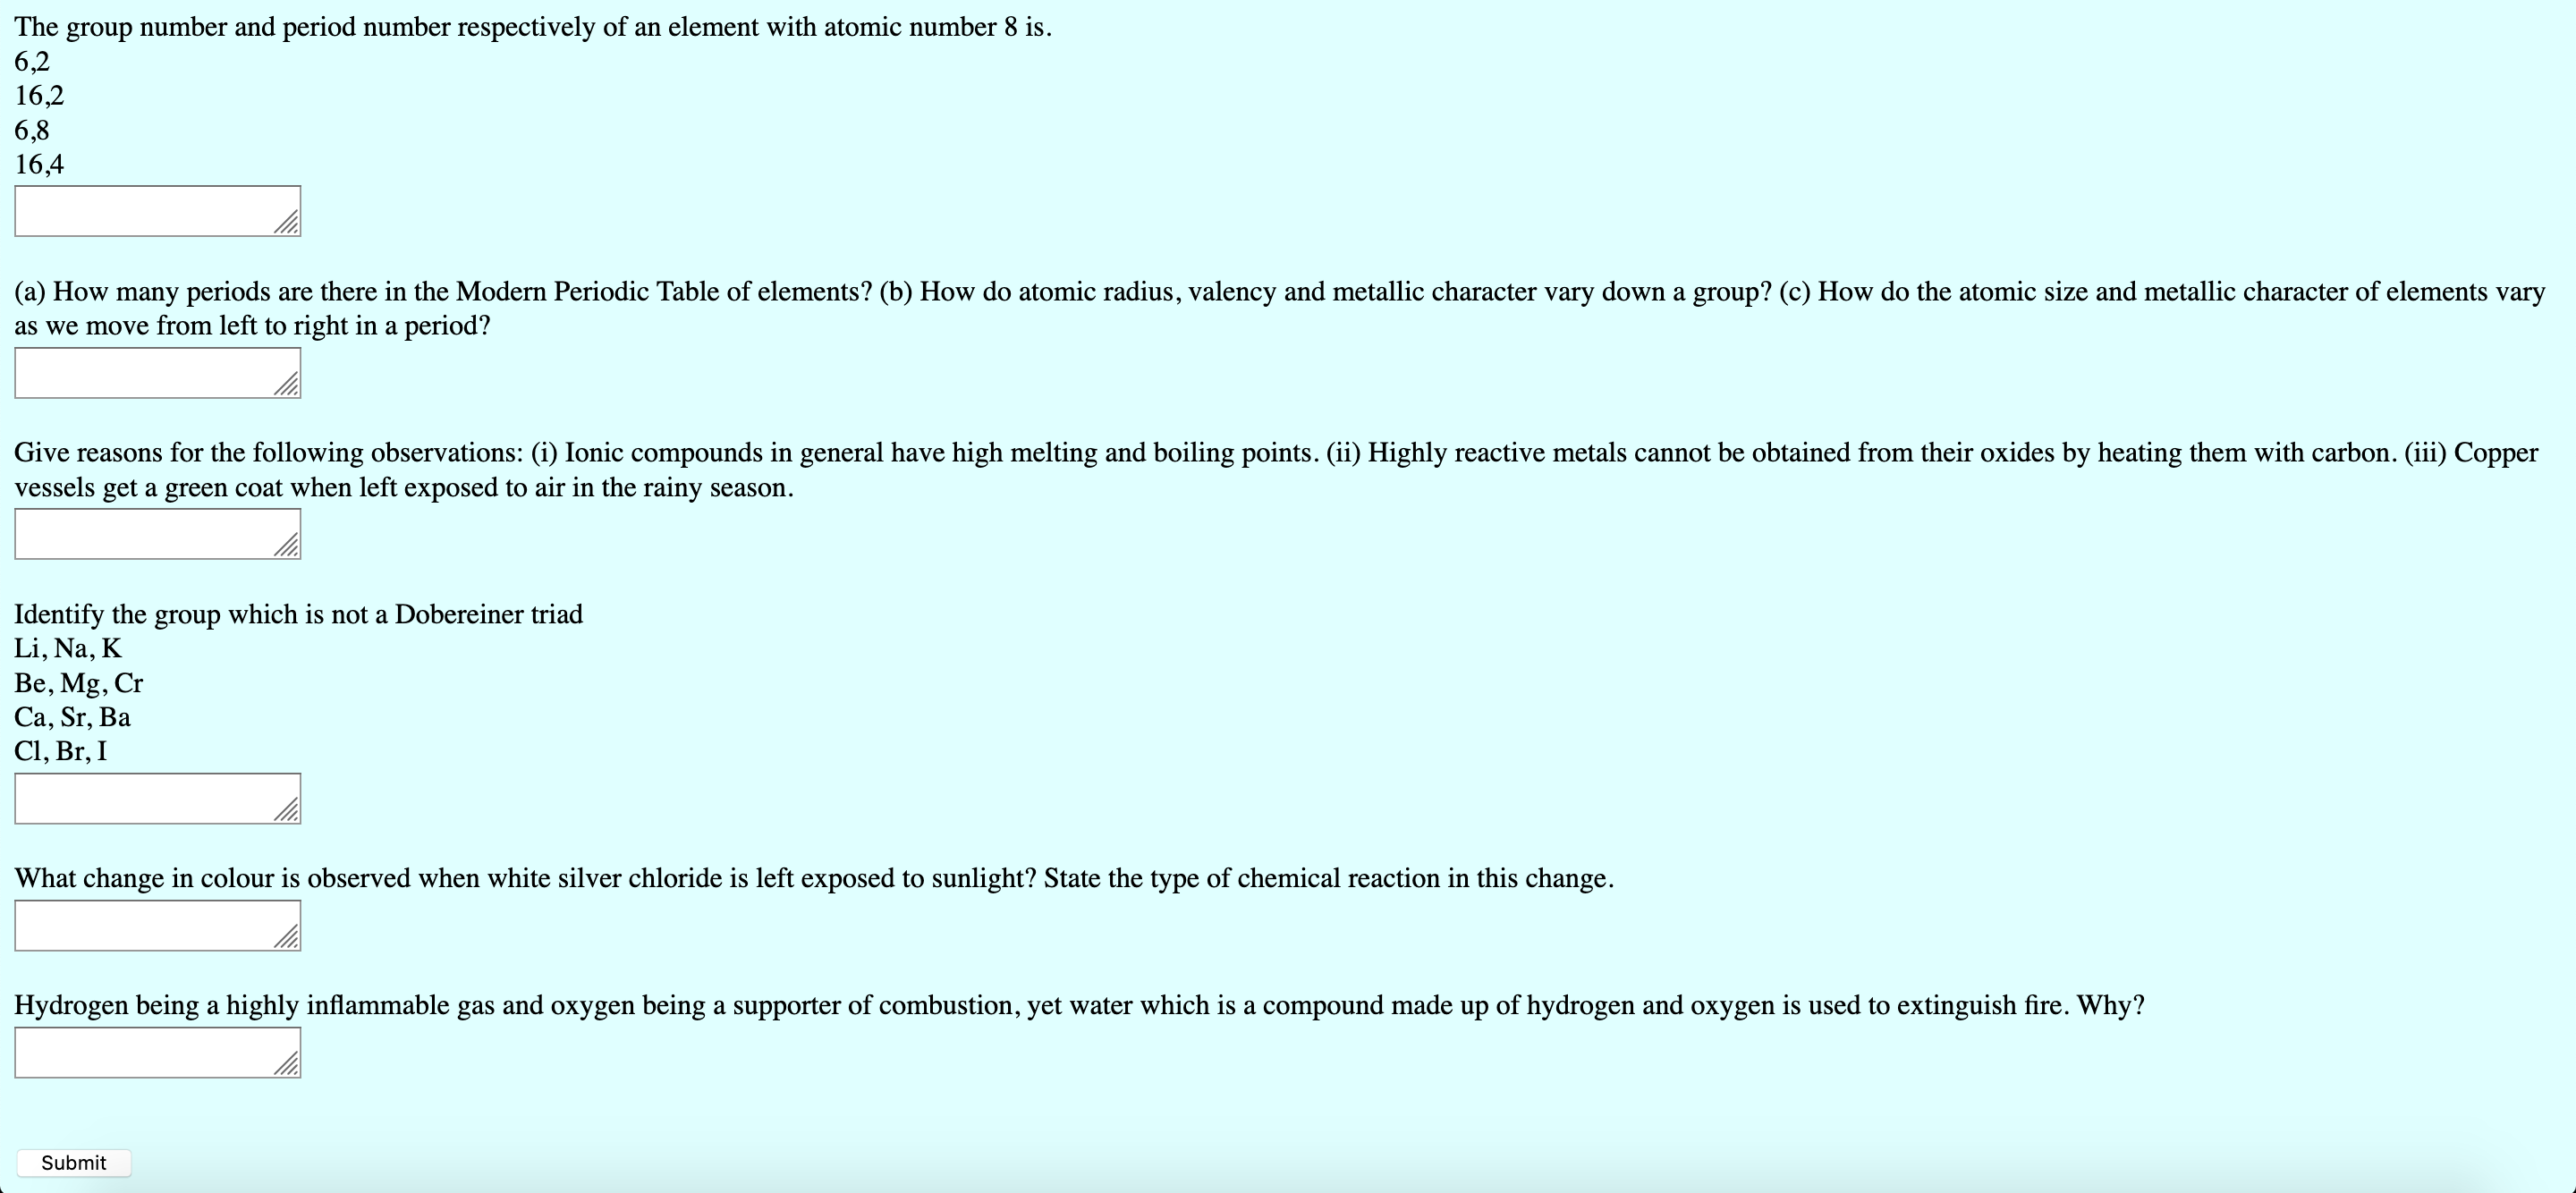 The group number and period number respectively of an element with atomic number 8 is.
6,2
16,2
6,8
16,4
(a) How many periods are there in the Modern Periodic Table of elements? (b) How do atomic radius, valency and metallic character vary down a group? (c) How do the atomic size and metallic character of elements vary
as we move from left to right in a period?
Give reasons for the following observations: (i) Ionic compounds in general have high melting and boiling points. (ii) Highly reactive metals cannot be obtained from their oxides by heating them with carbon. (iii) Copper
vessels get a green coat when left exposed to air in the rainy season.
Identify the group which is not a Dobereiner triad
Li, Na, K
Be, Mg, Cr
Ca, Sr, Ba
Cl, Br, I
What change in colour is observed when white silver chloride is left exposed to sunlight? State the type of chemical reaction in this change.
Hydrogen being a highly inflammable gas and oxygen being a supporter of combustion, yet water which is a compound made up of hydrogen and oxygen is used to extinguish fire. Why?
Submit